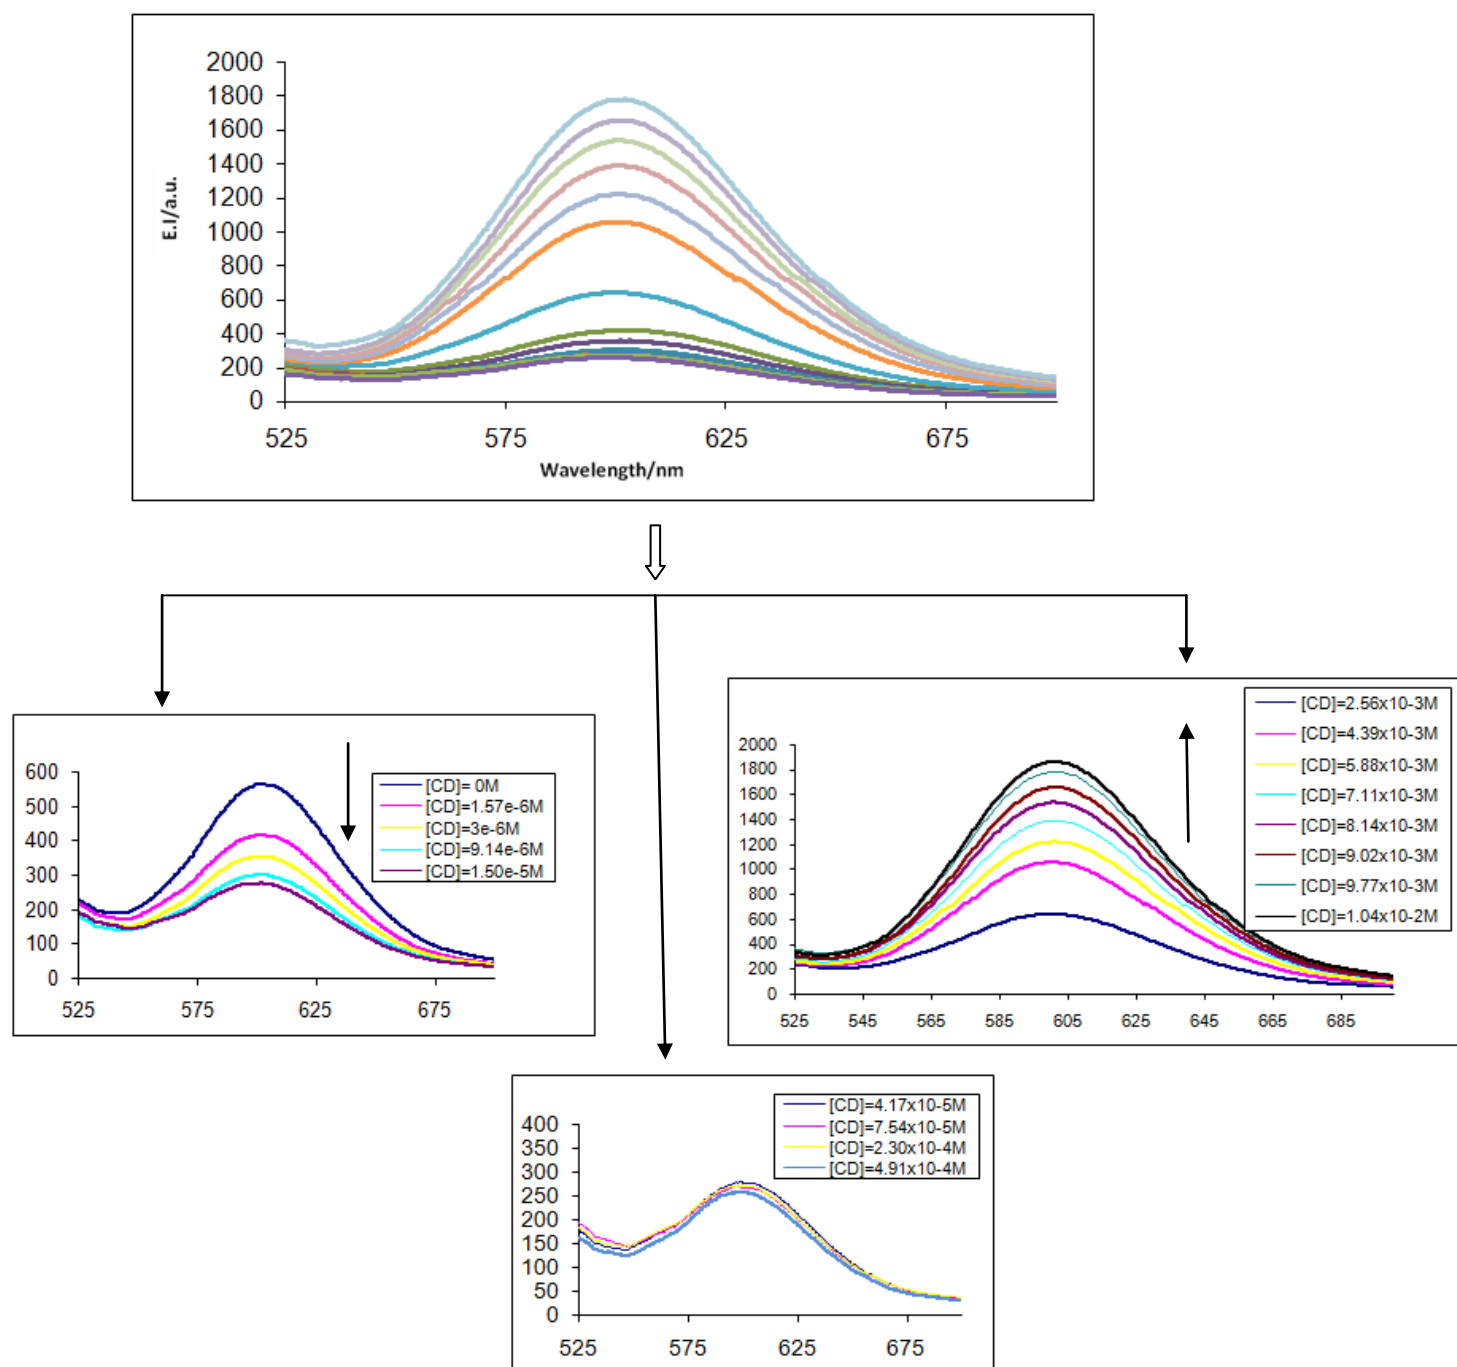 2000
1800
1600
1400
1200
1000
800
600
400
200
0
E.I/a.u.
525 575 625 675
Wavelength/nm
600
500
400
300
200
100
0
525 575 625 675
[CD]= 0M
[CD]=1.57e-6M
[CD]=3e-6M
[CD]=9.14e-6M
[CD]=1.50e-5M
2000
1800
1600
1400
1200
1000
800
600
400
200
0
525 545 565 585 605 625 645 665 685
[CD]=2.56x10-3M
[CD]=4.39x10-3M
[CD]=5.88x10-3M
[CD]=7.11x10-3M
[CD]=8.14x10-3M
[CD]=9.02x10-3M
[CD]=9.77x10-3M
[CD]=1.04x10-2M
400
350
300
250
200
150
100
50
0
525 575 625 675
[CD]=4.17x10-5M
[CD]=7.54x10-5M
[CD]=2.30x10-4M
[CD]=4.91x10-4M